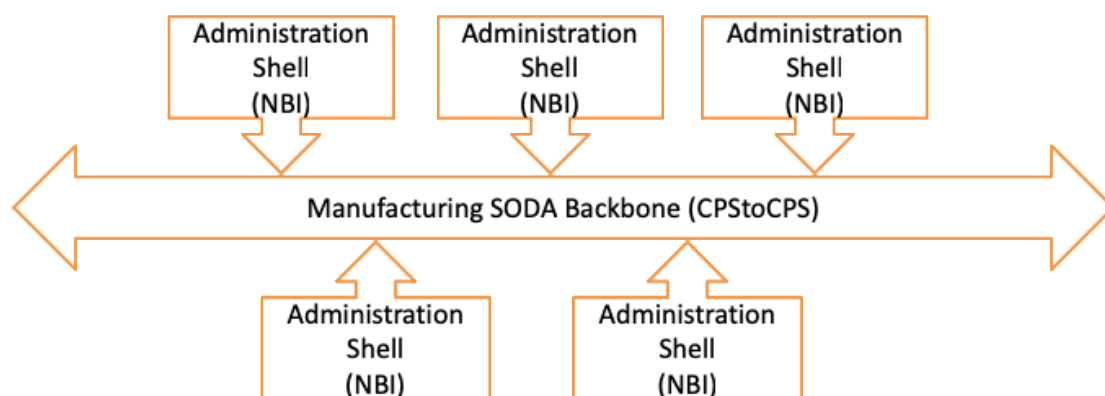 Administration
Shell
(NBI)
Administration
Shell
(NBI)
Administration
Shell
(NBI)
Manufacturing SODA Backbone (CPStoCPS)
Administration
Shell
(NBI)
Administration
Shell
(NBI)